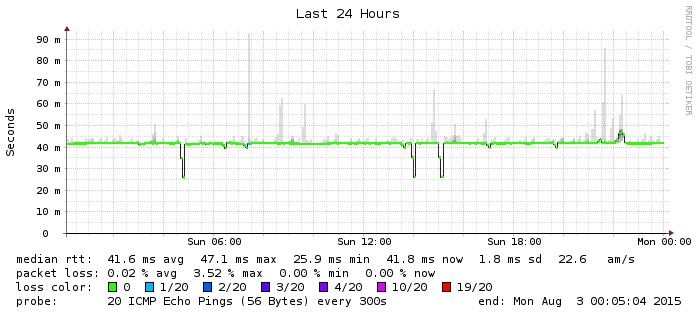 Last 24 Hours
RRDTOOL / TOBI OETIKER
Seconds
90 m
80 m
70 m
60 m
50 m
40 m
30 m
20 m
10 m
0
Sun 06:00 Sun 12:00 Sun 18:00 Mon 00:00
median rtt: 41.6 ms avg 47.1 ms max 25.9 ms min 41.8 ms now 1.8 ms sd 22.6 am/s
packet loss: 0.02 % avg 3.52 % max 0.00 % min 0.00 % now
loss color: 0 1/20 2/20 3/20 4/20 10/20 19/20
probe: 20 ICMP Echo Pings (56 Bytes) every 300s end: Mon Aug 3 00:05:04 2015